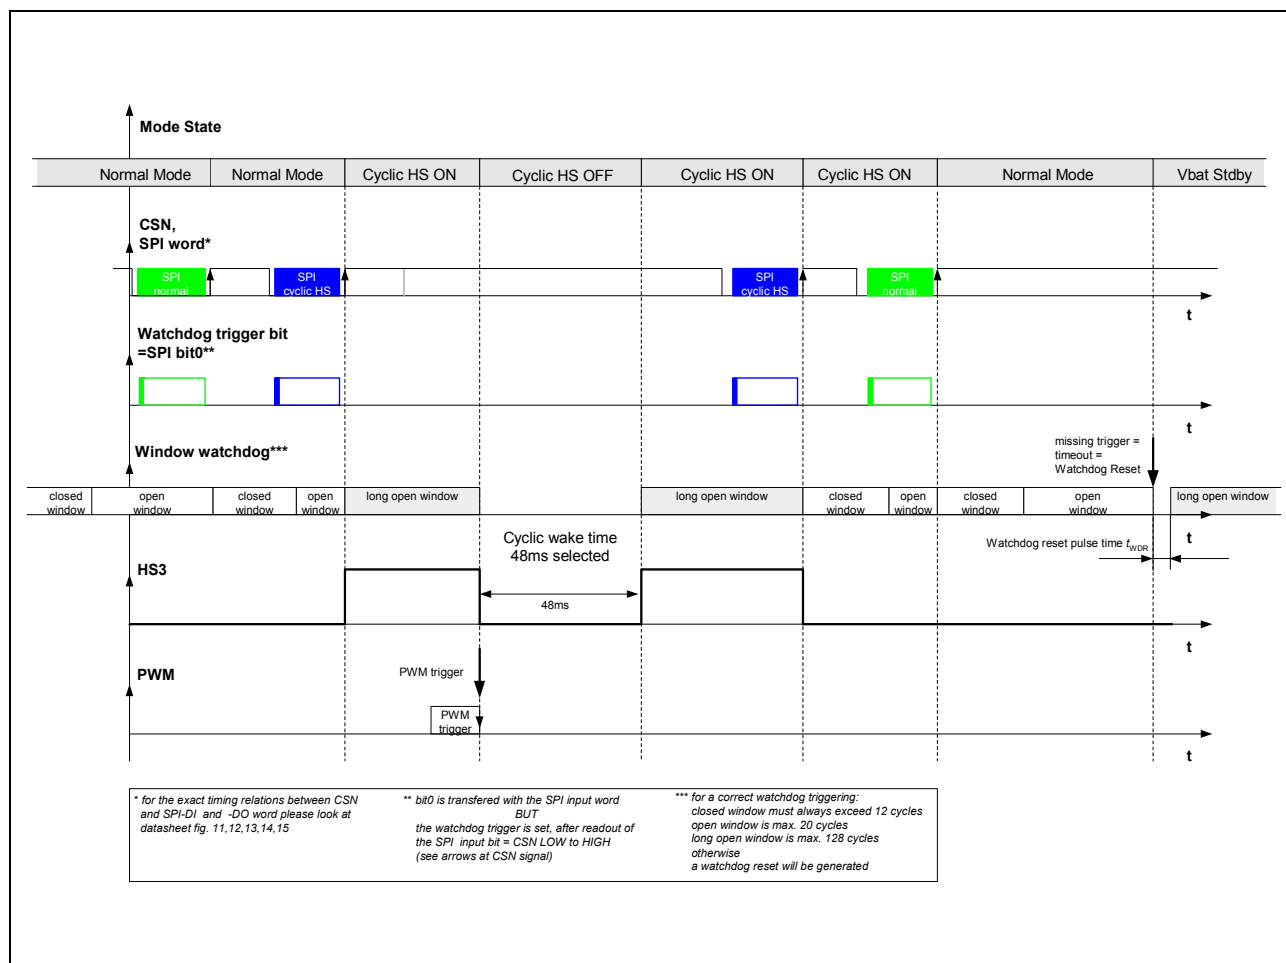 Mode State
Normal Mode
Normal Mode
Cyclic HS ON
Cyclic HS OFF
Cyclic HS ON
Cyclic HS ON
Normal Mode
Vbat Stdby
CSN,
SPI word*
SPI
normal
SPI
cyclic HS
SPI
cyclic HS
SPI
normal
t
Watchdog trigger bit
=SPI bit0**
t
Window watchdog***
missing trigger =
timeout =
Watchdog Reset
closed
window
open
window
closed
window
open
window
long open window
long open window
closed
window
open
window
closed
window
open
window
long open window
t
Cyclic wake time
48ms selected
Watchdog reset pulse time tWDR
HS3
48ms
t
PWM
PWM trigger
PWM
trigger
t
* for the exact timing relations between CSN
and SPI-DI and -DO word please look at
datasheet fig. 11,12,13,14,15
** bit0 is transfered with the SPI input word
BUT
the watchdog trigger is set, after readout of
the SPI input bit = CSN LOW to HIGH
(see arrows at CSN signal)
*** for a correct watchdog triggering:
closed window must always exceed 12 cycles
open window is max. 20 cycles
long open window is max. 128 cycles
otherwise
a watchdog reset will be generated